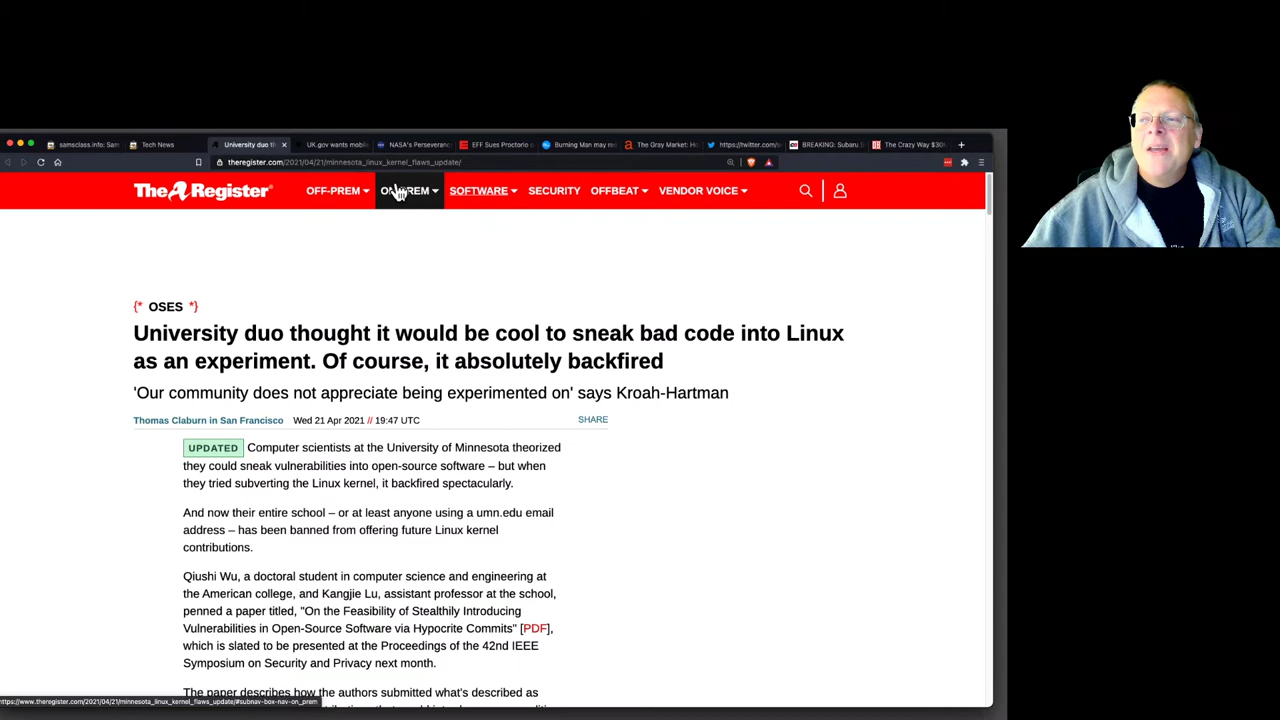 samsclass.info: Sam
Tech News
University duo th
UK.gov wants mobile
NASA's Perseveranc
EFF Sues Proctorio o
Burning Man may re
The Gray Market: Ho
https://twitter.com/s
BREAKING: Subaru.S
The Crazy Way $30M
theregister.com/2021/04/21/minnesota_linux_kernel_flaws_update/
The Register
OFF-PREM
ON-PREM
SOFTWARE
SECURITY
OFFBEAT
VENDOR VOICE
{* OSES *}
University duo thought it would be cool to sneak bad code into Linux
as an experiment. Of course, it absolutely backfired
'Our community does not appreciate being experimented on' says Kroah-Hartman
Thomas Claburn in San Francisco Wed 21 Apr 2021 // 19:47 UTC SHARE
UPDATED Computer scientists at the University of Minnesota theorized
they could sneak vulnerabilities into open-source software – but when
they tried subverting the Linux kernel, it backfired spectacularly.
And now their entire school – or at least anyone using a umn.edu email
address – has been banned from offering future Linux kernel
contributions.
Qiushi Wu, a doctoral student in computer science and engineering at
the American college, and Kangjie Lu, assistant professor at the school,
penned a paper titled, "On the Feasibility of Stealthily Introducing
Vulnerabilities in Open-Source Software via Hypocrite Commits" [PDF],
which is slated to be presented at the Proceedings of the 42nd IEEE
Symposium on Security and Privacy next month.
The paper describes how the authors submitted what's described as
https://www.theregister.com/2021/04/21/minnesota_linux_kernel_flaws_update/#subnav-box-nav-on_prem